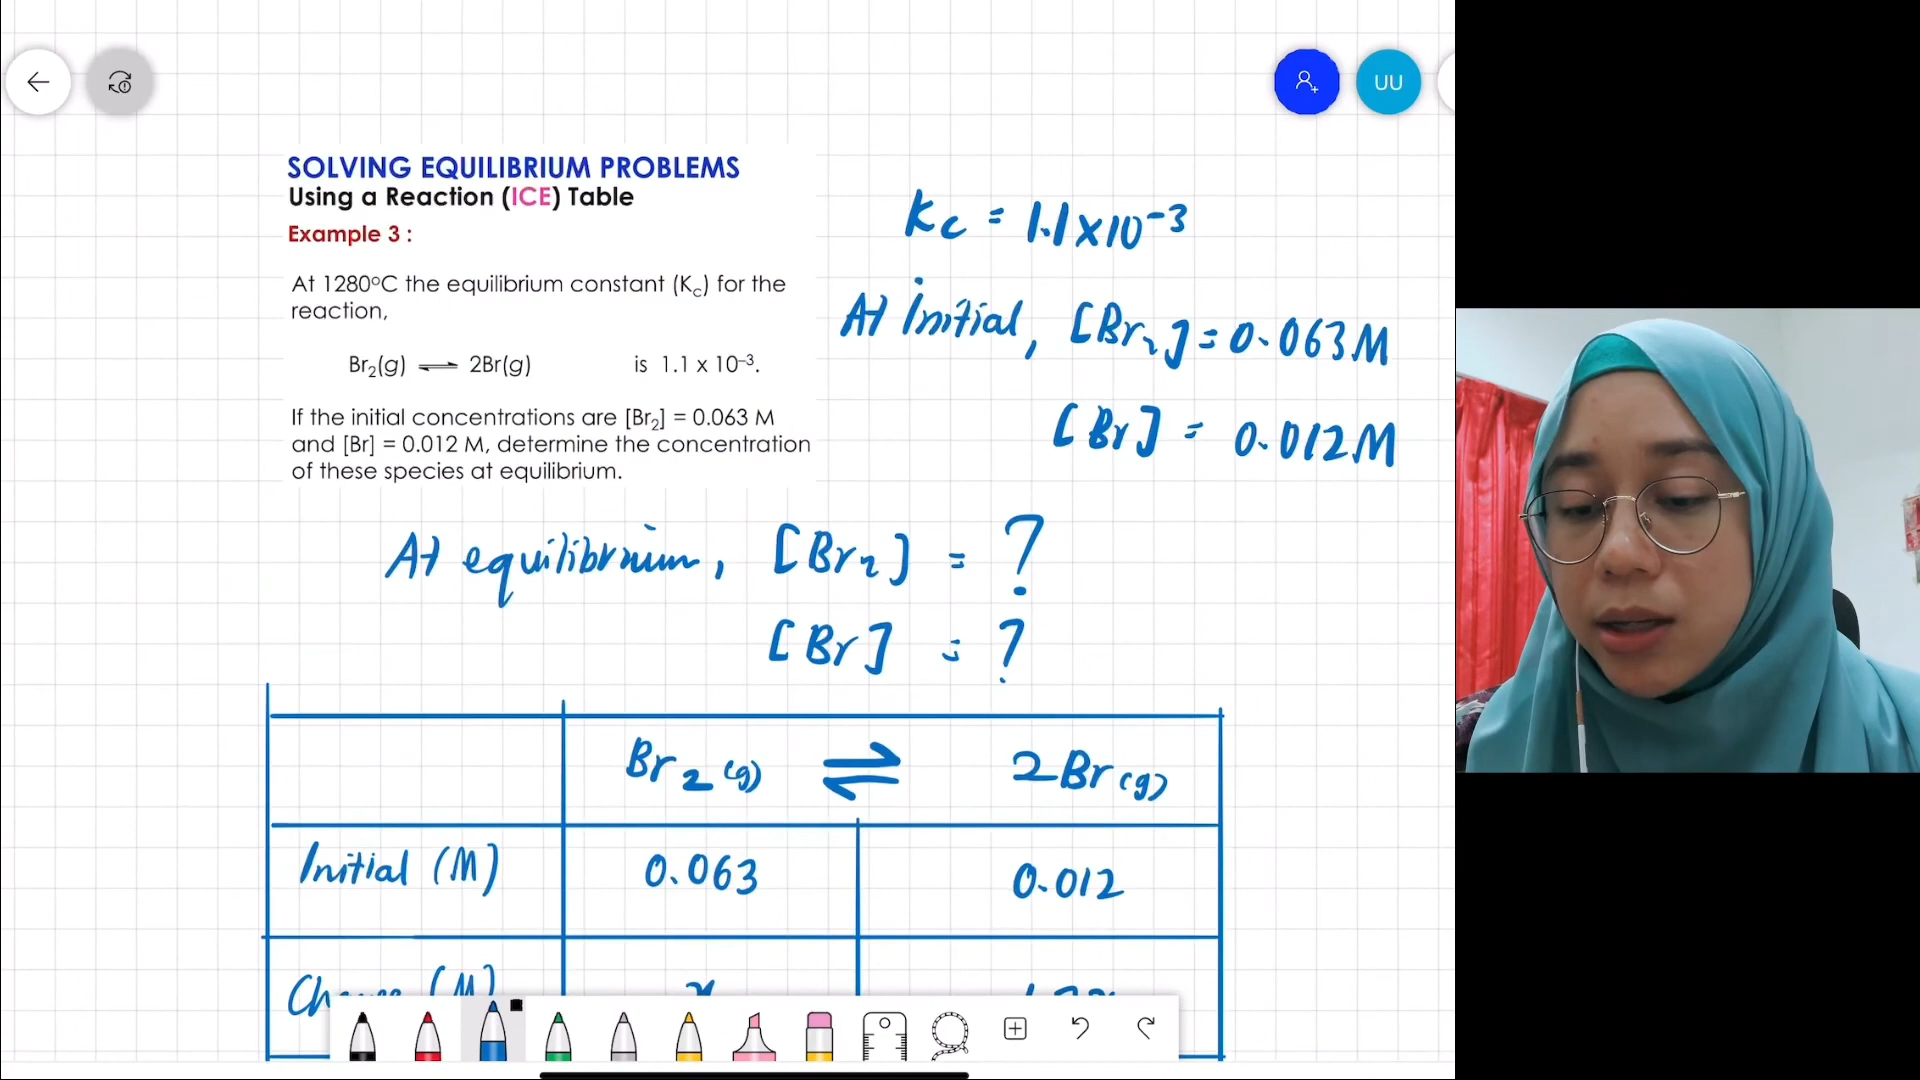 UU
SOLVING EQUILIBRIUM PROBLEMS
Using a Reaction (ICE) Table
Example 3 :
At 1280°C the equilibrium constant (Kc) for the
reaction,
Br₂(g) ⇌ 2Br(g) is 1.1 x 10⁻³.
If the initial concentrations are [Br₂] = 0.063 M
and [Br] = 0.012 M, determine the concentration
of these species at equilibrium.
Kc = 1.1×10⁻³
At Initial, [Br₂] = 0.063M
[Br] = 0.012M
At equilibrium, [Br₂] = ?
[Br] = ?
Br₂(g) ⇌ 2Br(g)
Initial (M) 0.063 0.012
(M)